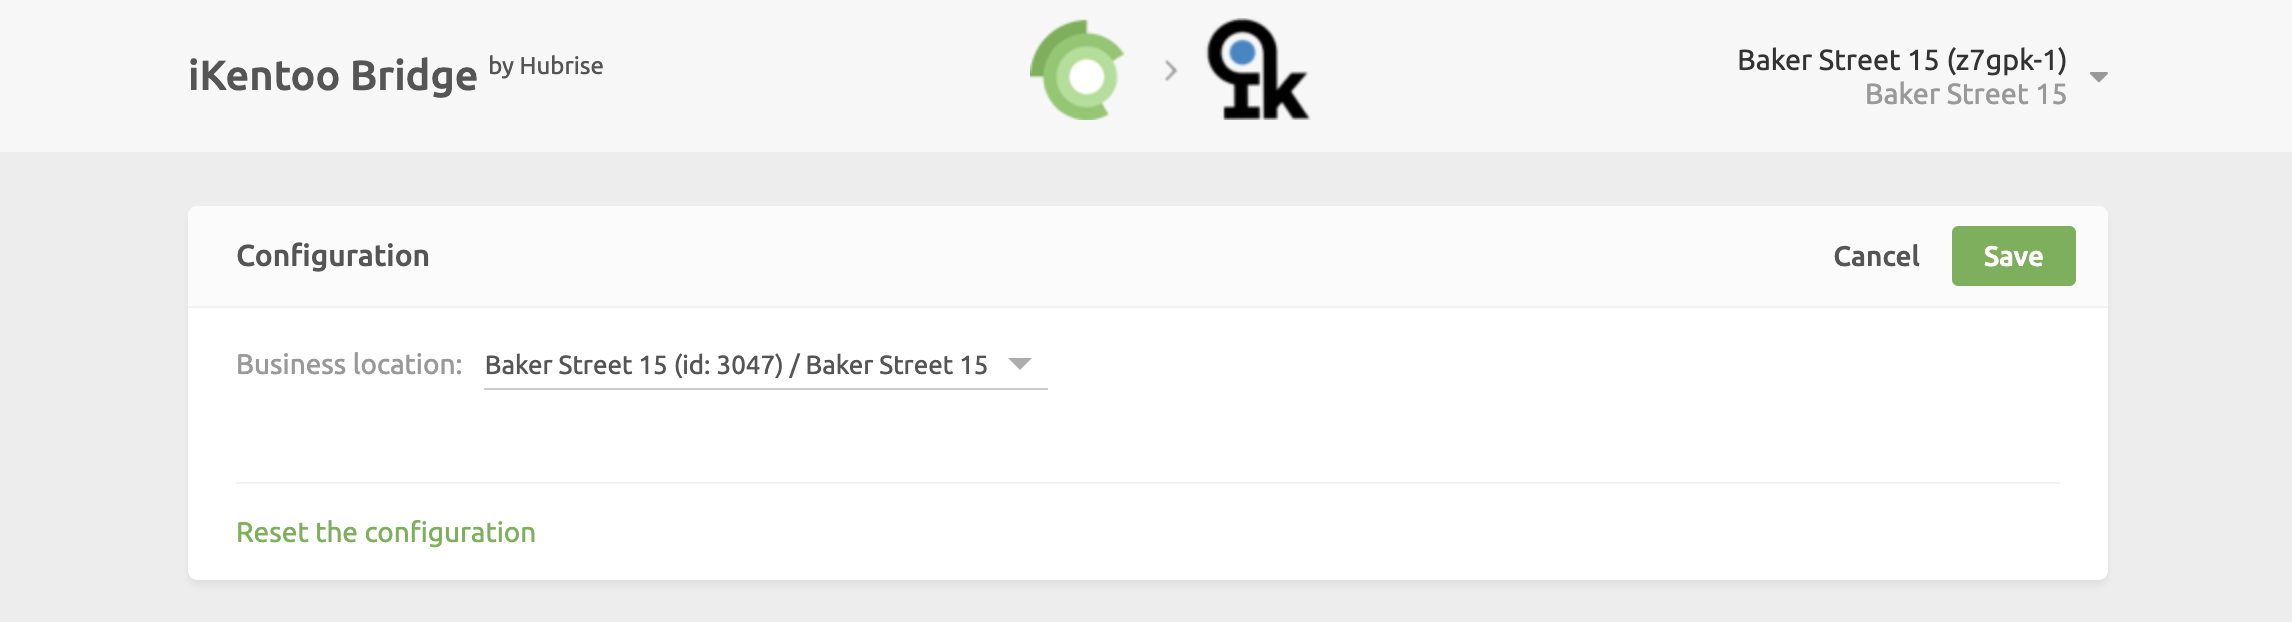 iKentoo Bridge by Hubrise
ik
Baker Street 15 (z7gpk-1)
Baker Street 15
Configuration
Cancel
Save
Business location: Baker Street 15 (id: 3047) / Baker Street 15
Reset the configuration